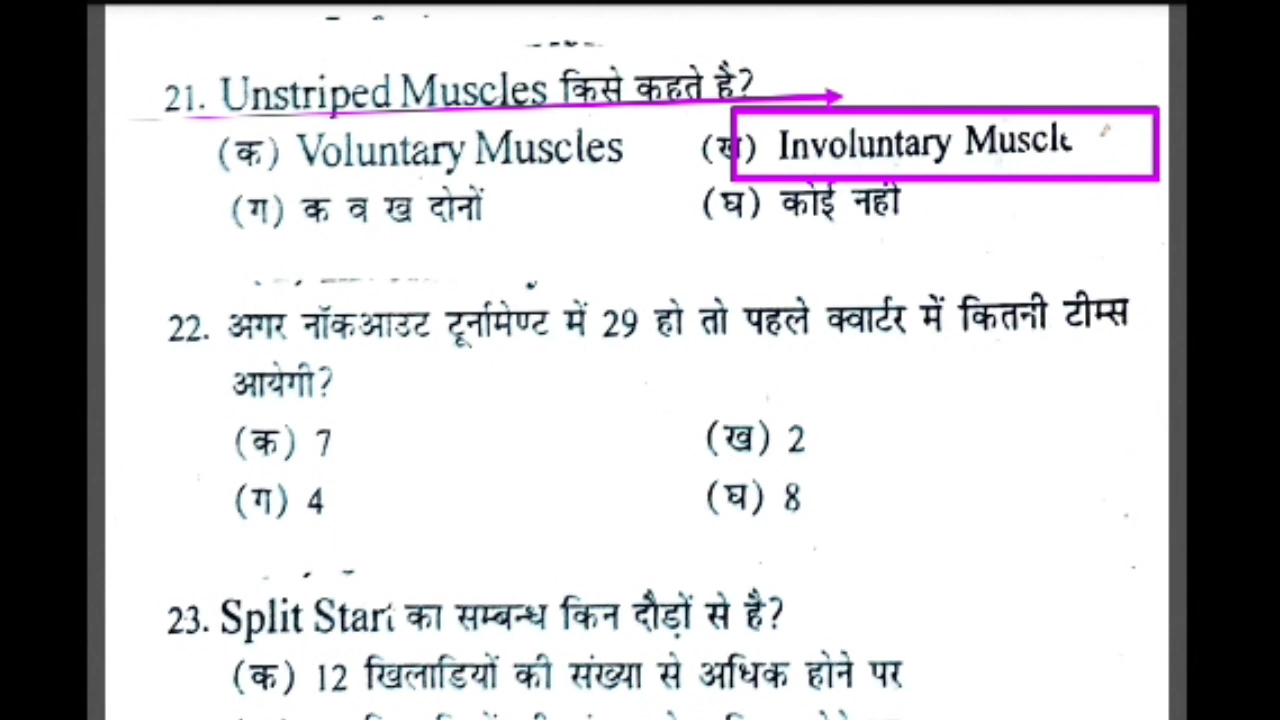 21. Unstriped Muscles किसे कहते है?
(क) Voluntary Muscles (ख) Involuntary Muscle
(ग) क व ख दोनों (घ) कोई नहीं
22. अगर नॉकआउट टूर्नामेण्ट में 29 हो तो पहले क्वार्टर में कितनी टीम्स
आयेगी?
(क) 7 (ख) 2
(ग) 4 (घ) 8
23. Split Start का सम्बन्ध किन दौड़ों से है?
(क) 12 खिलाडियों की संख्या से अधिक होने पर